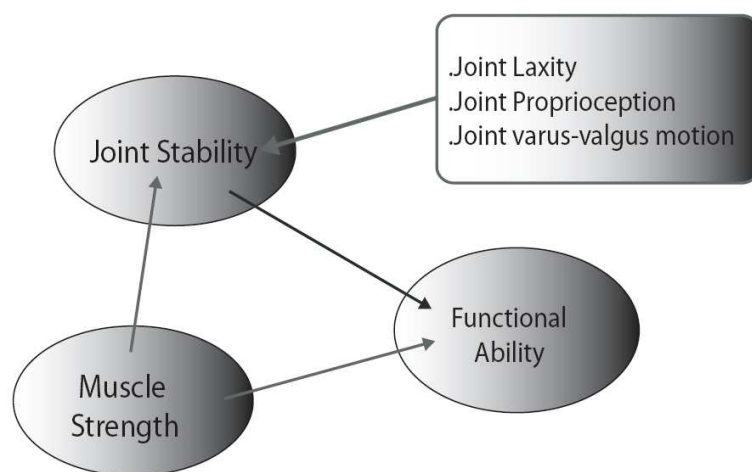 .Joint Laxity
.Joint Proprioception
.Joint varus-valgus motion
Joint Stability
Functional
Ability
Muscle
Strength